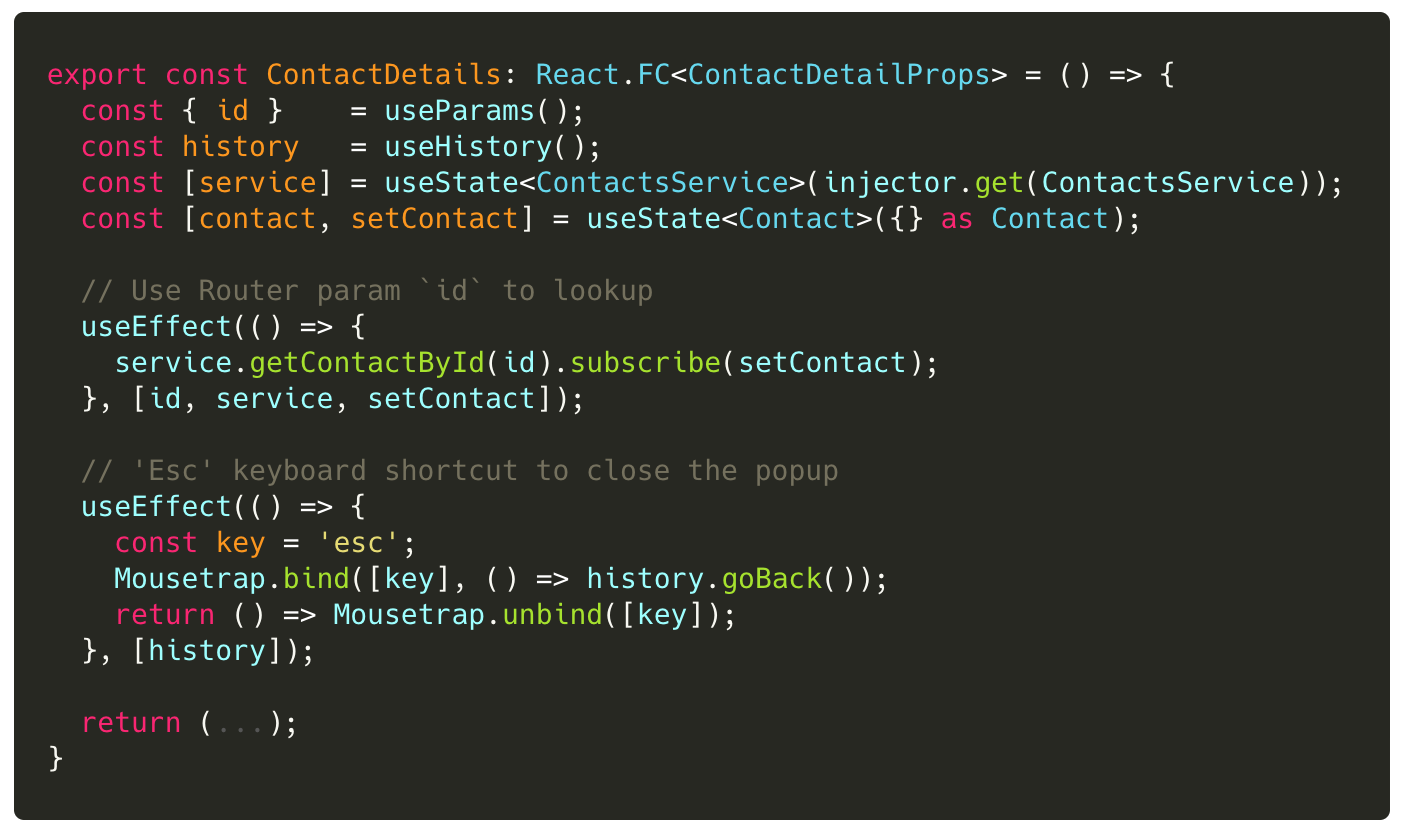 export const ContactDetails: React.FC<ContactDetailProps> = () => {
  const { id }    = useParams();
  const history   = useHistory();
  const [service] = useState<ContactsService>(injector.get(ContactsService));
  const [contact, setContact] = useState<Contact>({} as Contact);

  // Use Router param `id` to lookup
  useEffect(() => {
    service.getContactById(id).subscribe(setContact);
  }, [id, service, setContact]);

  // 'Esc' keyboard shortcut to close the popup
  useEffect(() => {
    const key = 'esc';
    Mousetrap.bind([key], () => history.goBack());
    return () => Mousetrap.unbind([key]);
  }, [history]);

  return (...);
}